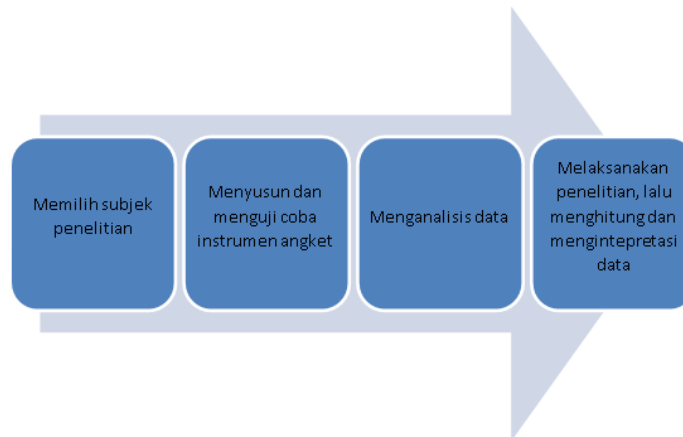 Memilih subjek
penelitian
Menyusun dan
menguji coba
instrumen angket
Menganalisis data
Melaksanakan
penelitian, lalu
menghitung dan
mengintepretasi
data